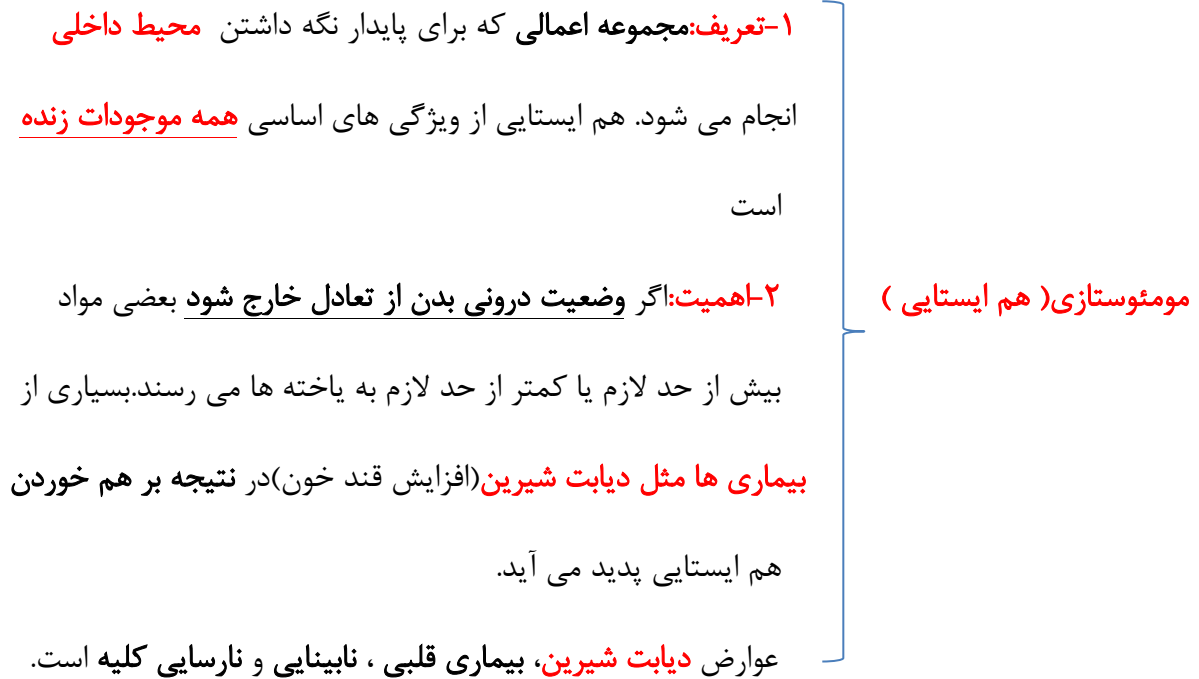 مومئوستازی( هم ایستایی )
۱-تعریف:مجموعه اعمالی که برای پایدار نگه داشتن محیط داخلی
انجام می شود. هم ایستایی از ویژگی های اساسی همه موجودات زنده
است
۲-اهمیت:اگر وضعیت درونی بدن از تعادل خارج شود بعضی مواد
بیش از حد لازم یا کمتر از حد لازم به یاخته ها می رسند.بسیاری از
بیماری ها مثل دیابت شیرین(افزایش قند خون)در نتیجه بر هم خوردن
هم ایستایی پدید می آید.
عوارض دیابت شیرین، بیماری قلبی ، نابینایی و نارسایی کلیه است.